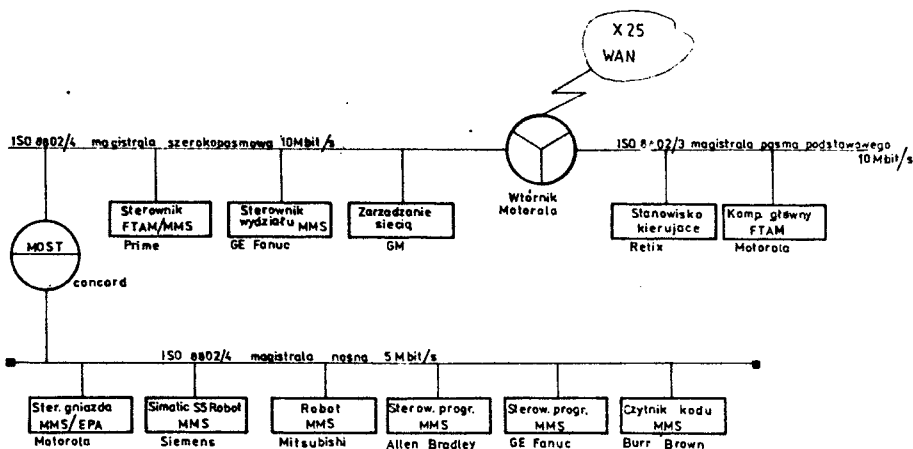 X 25
WAN
ISO 8802/4 magistrala szerokopasmowa 10Mbit/s
ISO 8802/3 magistrala pasma podstawowego
10Mbit/s
Wtórnik
Motorola
Sterownik
FTAM/MMS
Prime
Sterownik
wydziału MMS
GE Fanuc
Zarzadzanie
siecią
GM
Stanowisko
kierujące
Retix
Komp. główny
FTAM
Motorola
MOST
concord
ISO 8802/4 magistrala nośna 5 Mbit/s
Ster. gniazda
MMS/EPA
Motorola
Simatic S5 Robot
MMS
Siemens
Robot
MMS
Mitsubishi
Sterow. progr.
MMS
Allen Bradley
Sterow. progr.
MMS
GE Fanuc
Czytnik kodu
MMS
Burr Brown